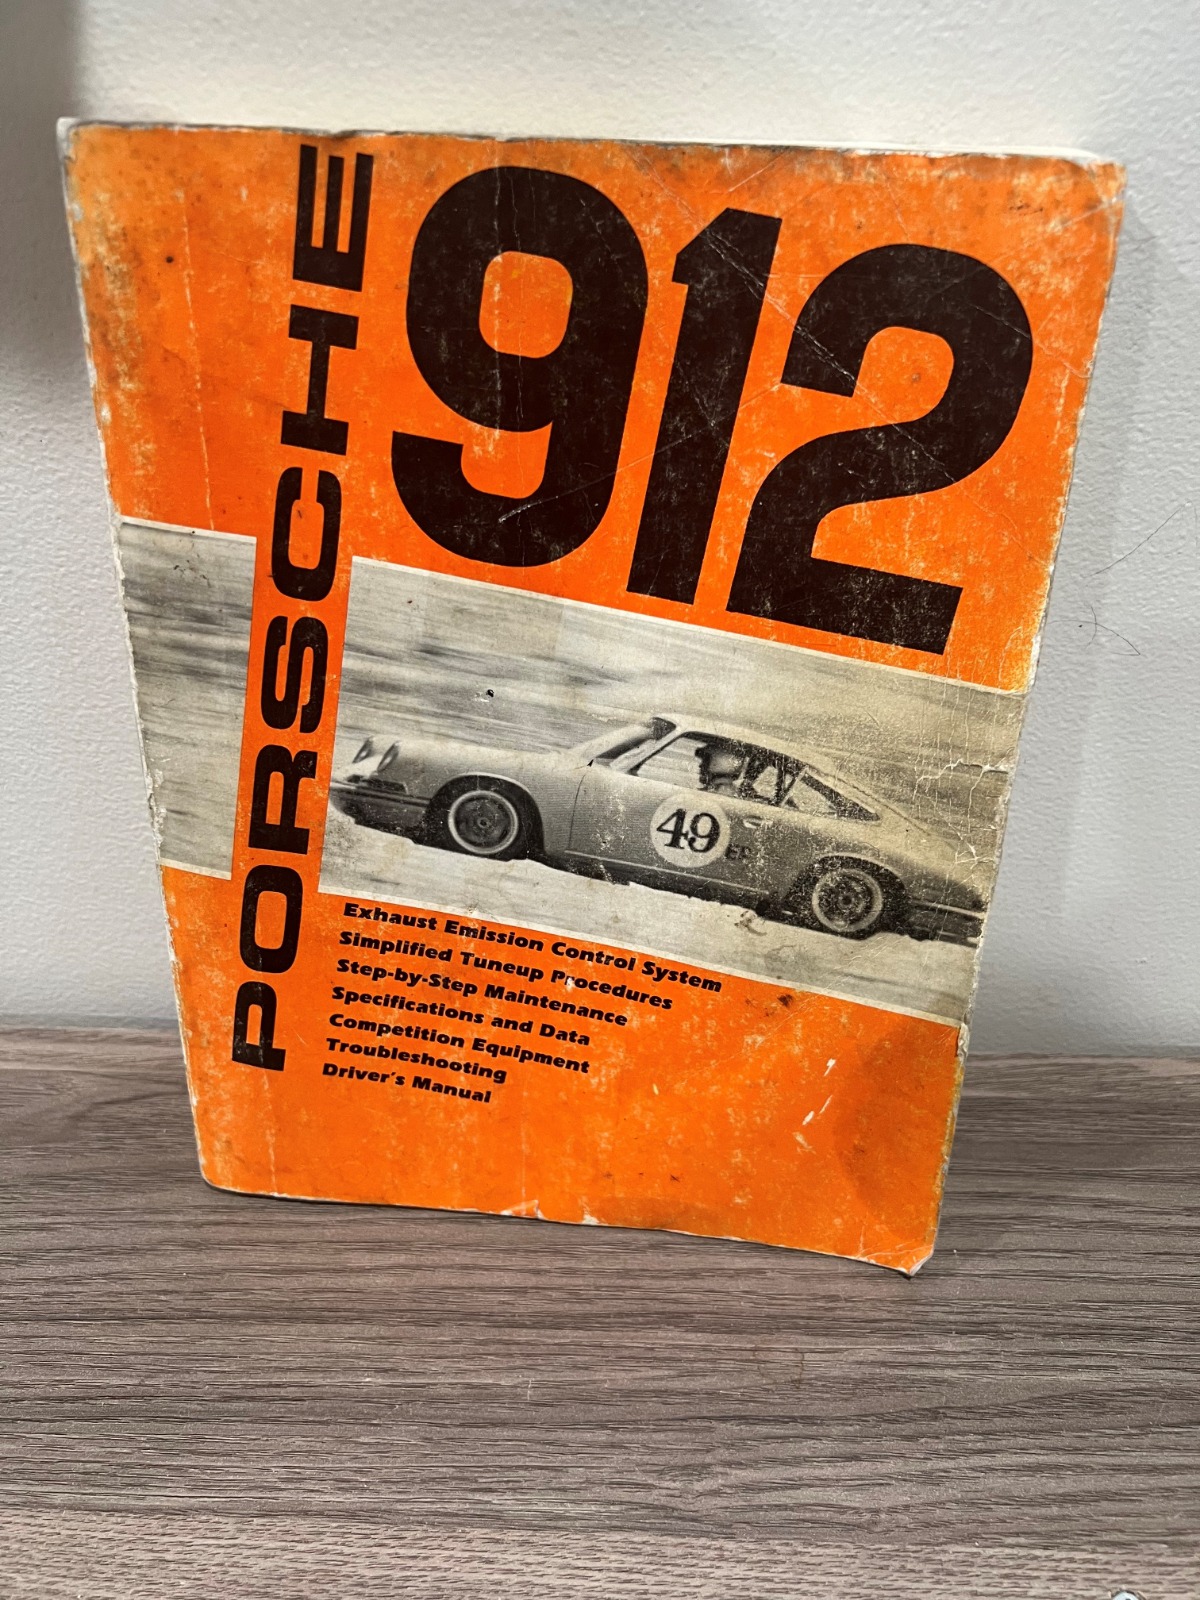 PORSCHE
912
49
EP
Exhaust Emission Control System
Simplified Tuneup Procedures
Step-by-Step Maintenance
Specifications and Data
Competition Equipment
Troubleshooting
Driver's Manual